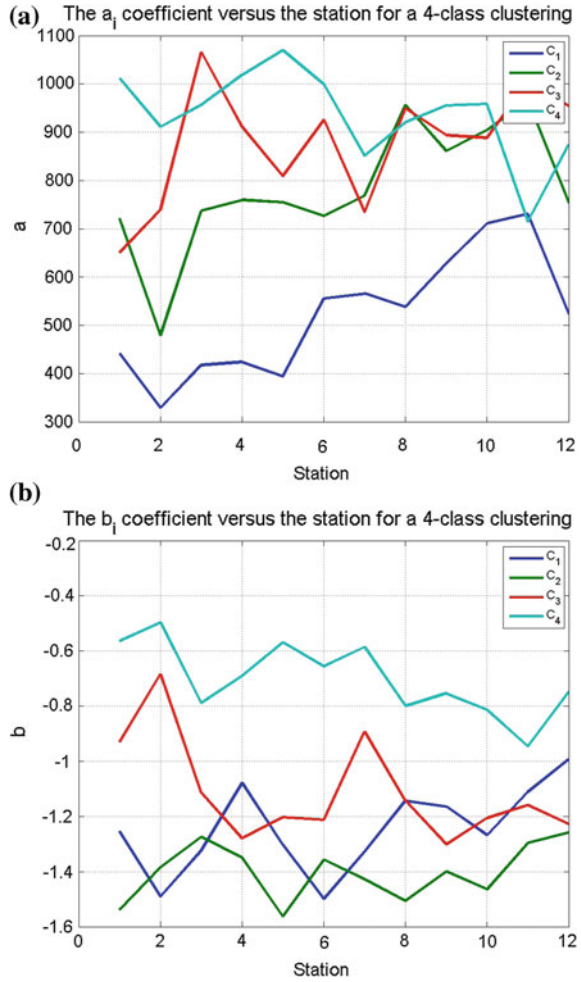 (a)
The a_i coefficient versus the station for a 4-class clustering
1100
1000
900
800
700
600
500
400
300
a
0 2 4 6 8 10 12
Station
C_1
C_2
C_3
C_4
(b)
The b_i coefficient versus the station for a 4-class clustering
-0.2
-0.4
-0.6
-0.8
-1
-1.2
-1.4
-1.6
b
0 2 4 6 8 10 12
Station
C_1
C_2
C_3
C_4